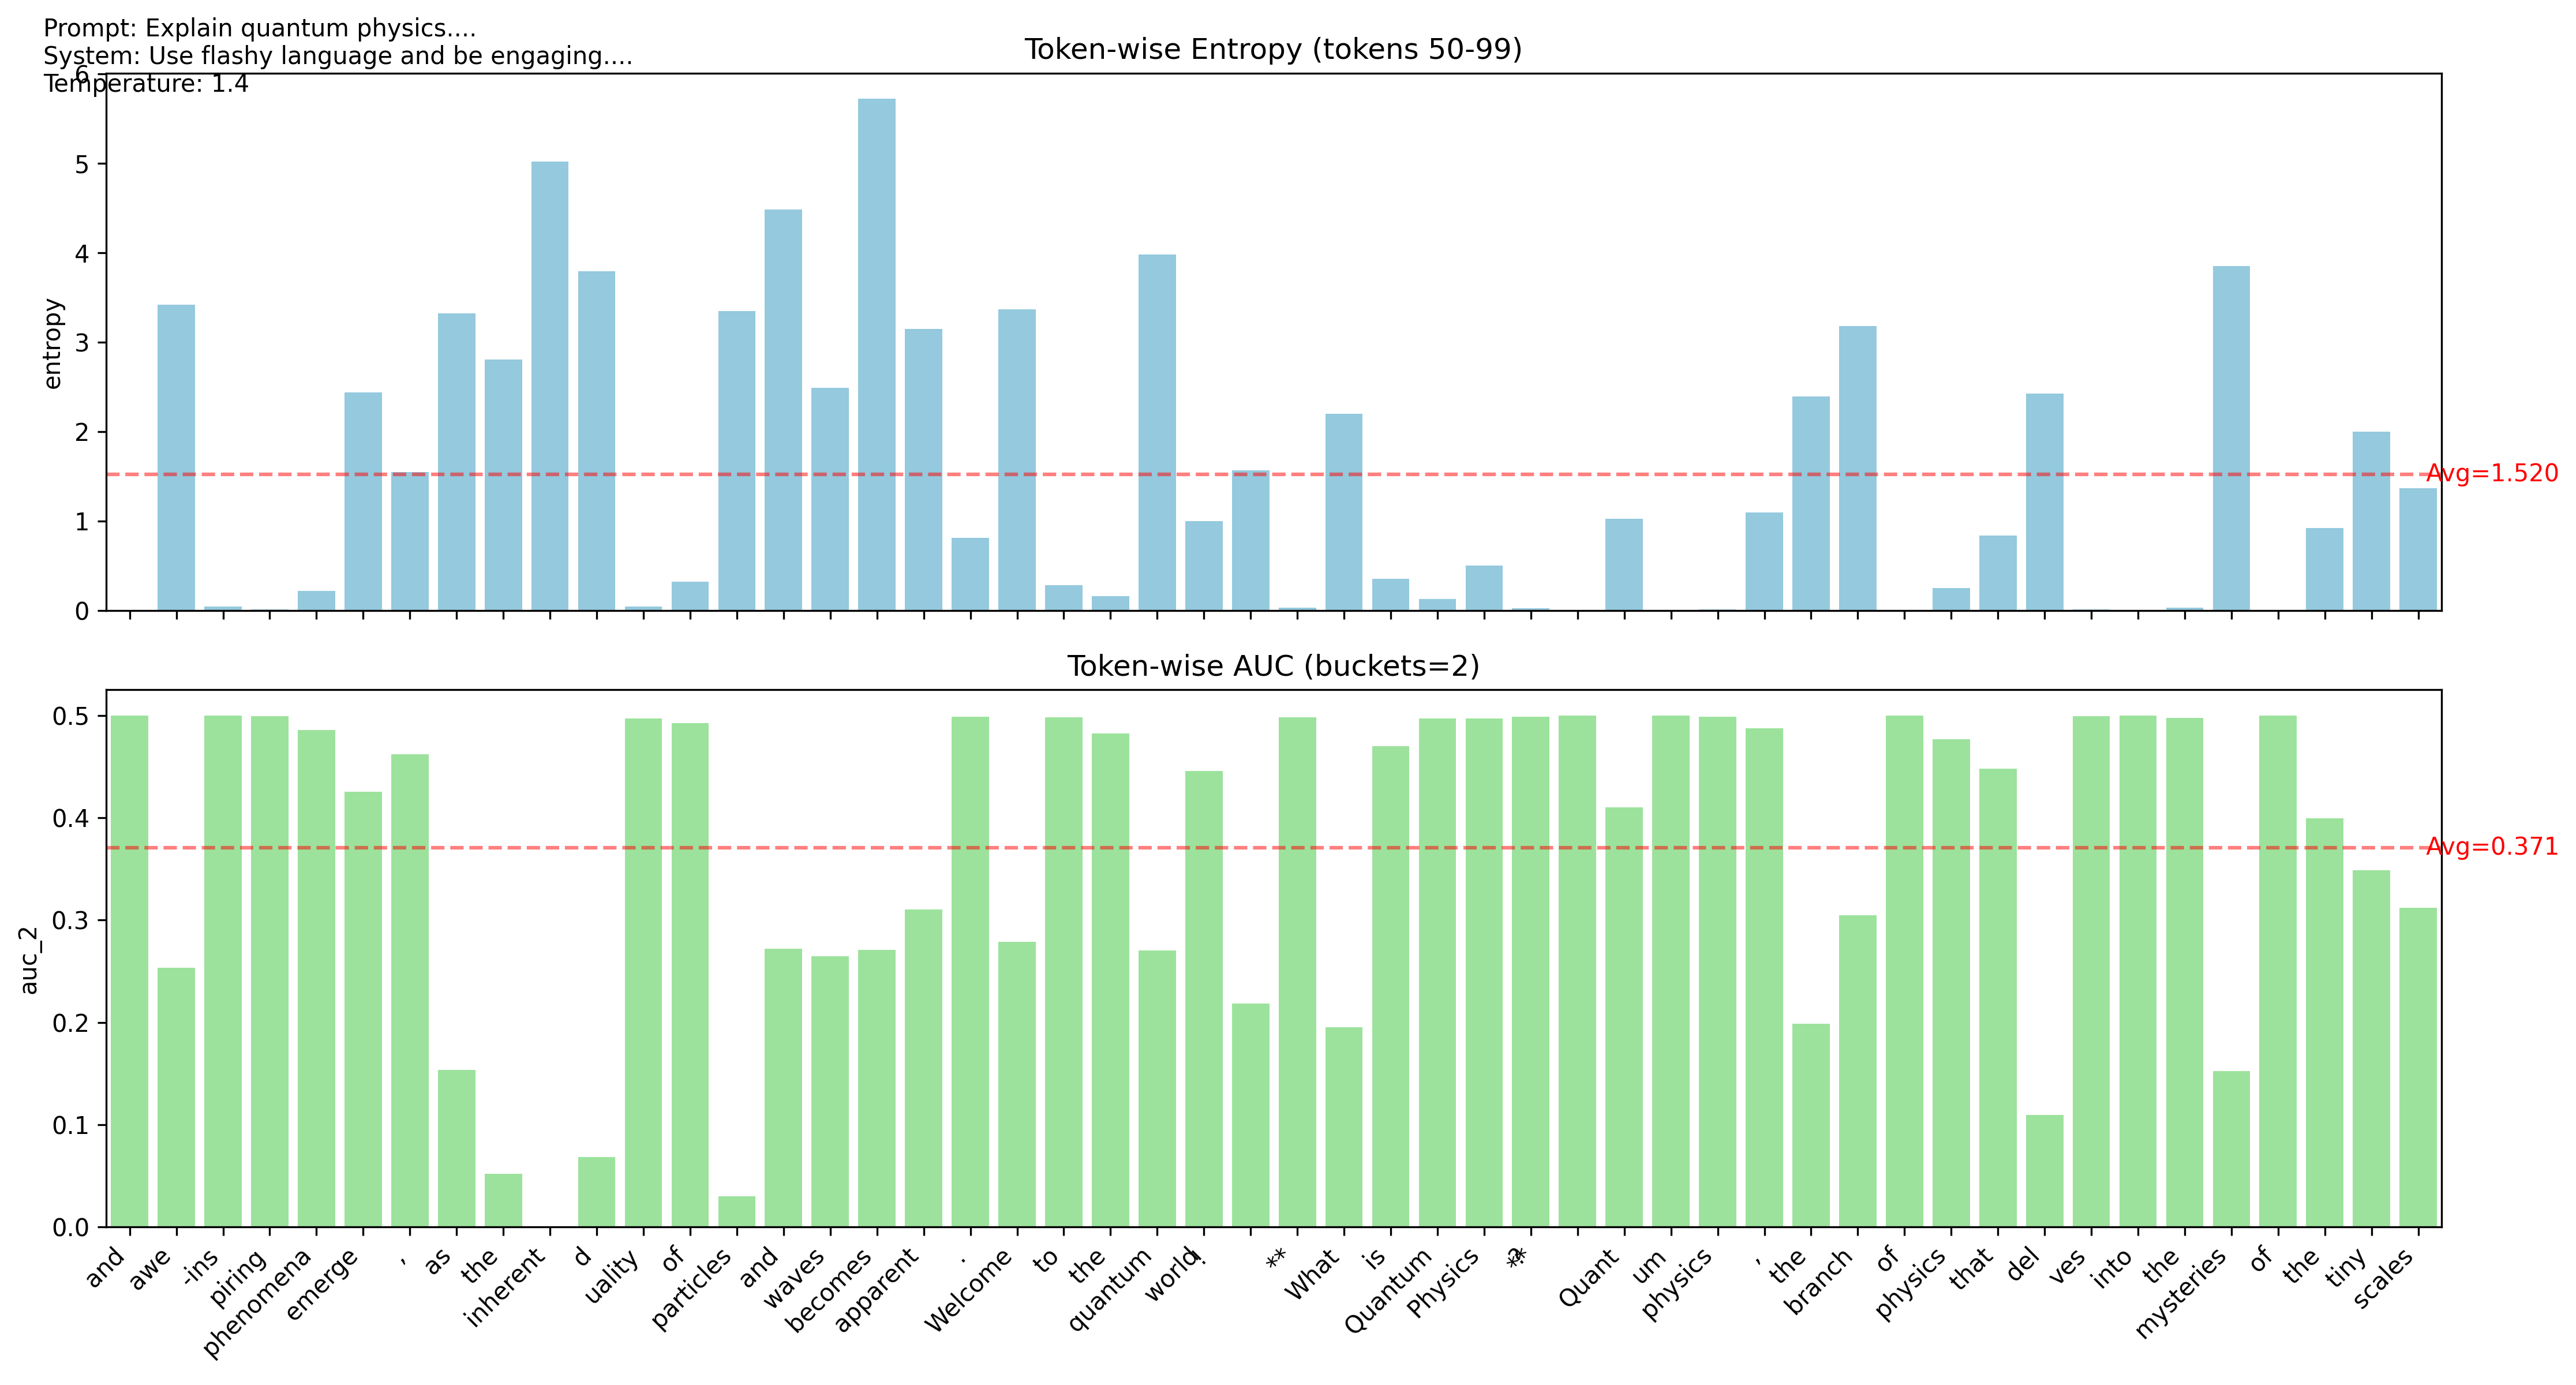 Prompt: Explain quantum physics....
System: Use flashy language and be engaging....
Temperature: 1.4
Token-wise Entropy (tokens 50-99)
entropy
6
5
4
3
2
1
0
Avg=1.520
Token-wise AUC (buckets=2)
auc_2
0.5
0.4
0.3
0.2
0.1
0.0
Avg=0.371
and
awe
-ins
piring
phenomena
emerge
,
as
the
inherent
d
uality
of
particles
and
waves
becomes
apparent
.
Welcome
to
the
quantum
world
!
**
What
is
Quantum
Physics
?
**
Quant
um
physics
,
the
branch
of
physics
that
del
ves
into
the
mysteries
of
the
tiny
scales